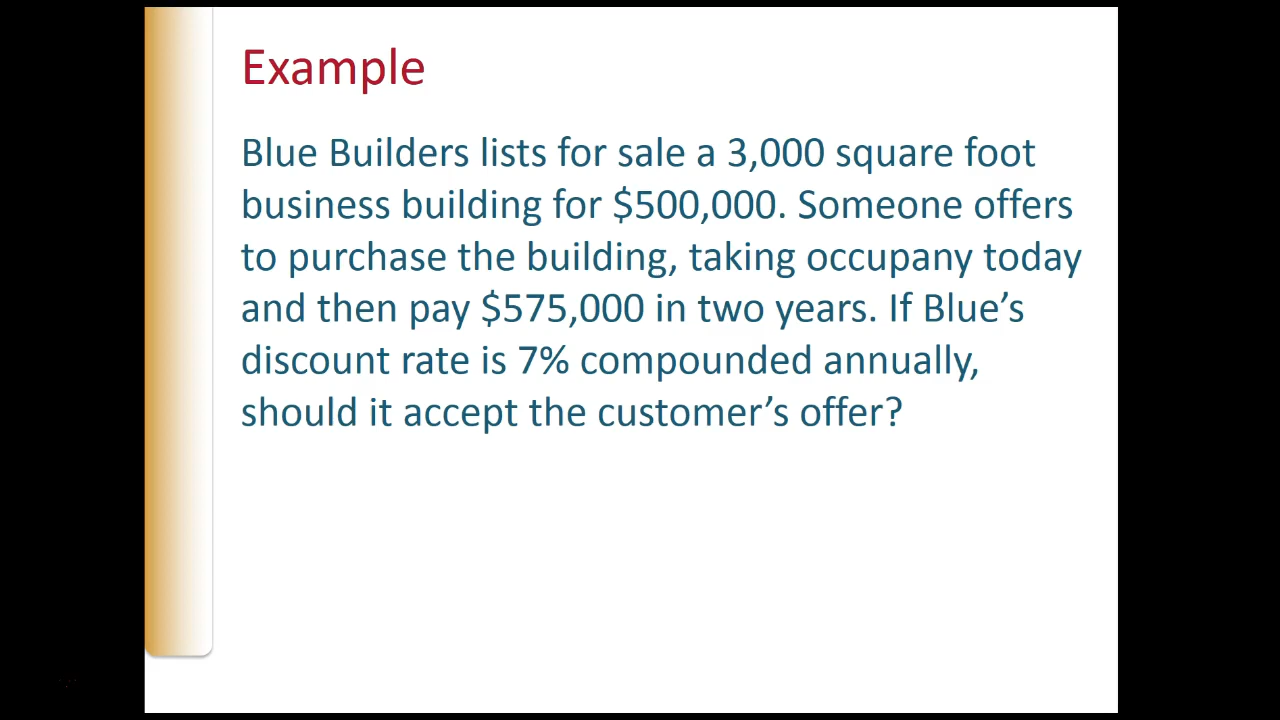 Example
Blue Builders lists for sale a 3,000 square foot
business building for $500,000. Someone offers
to purchase the building, taking occupany today
and then pay $575,000 in two years. If Blue’s
discount rate is 7% compounded annually,
should it accept the customer’s offer?